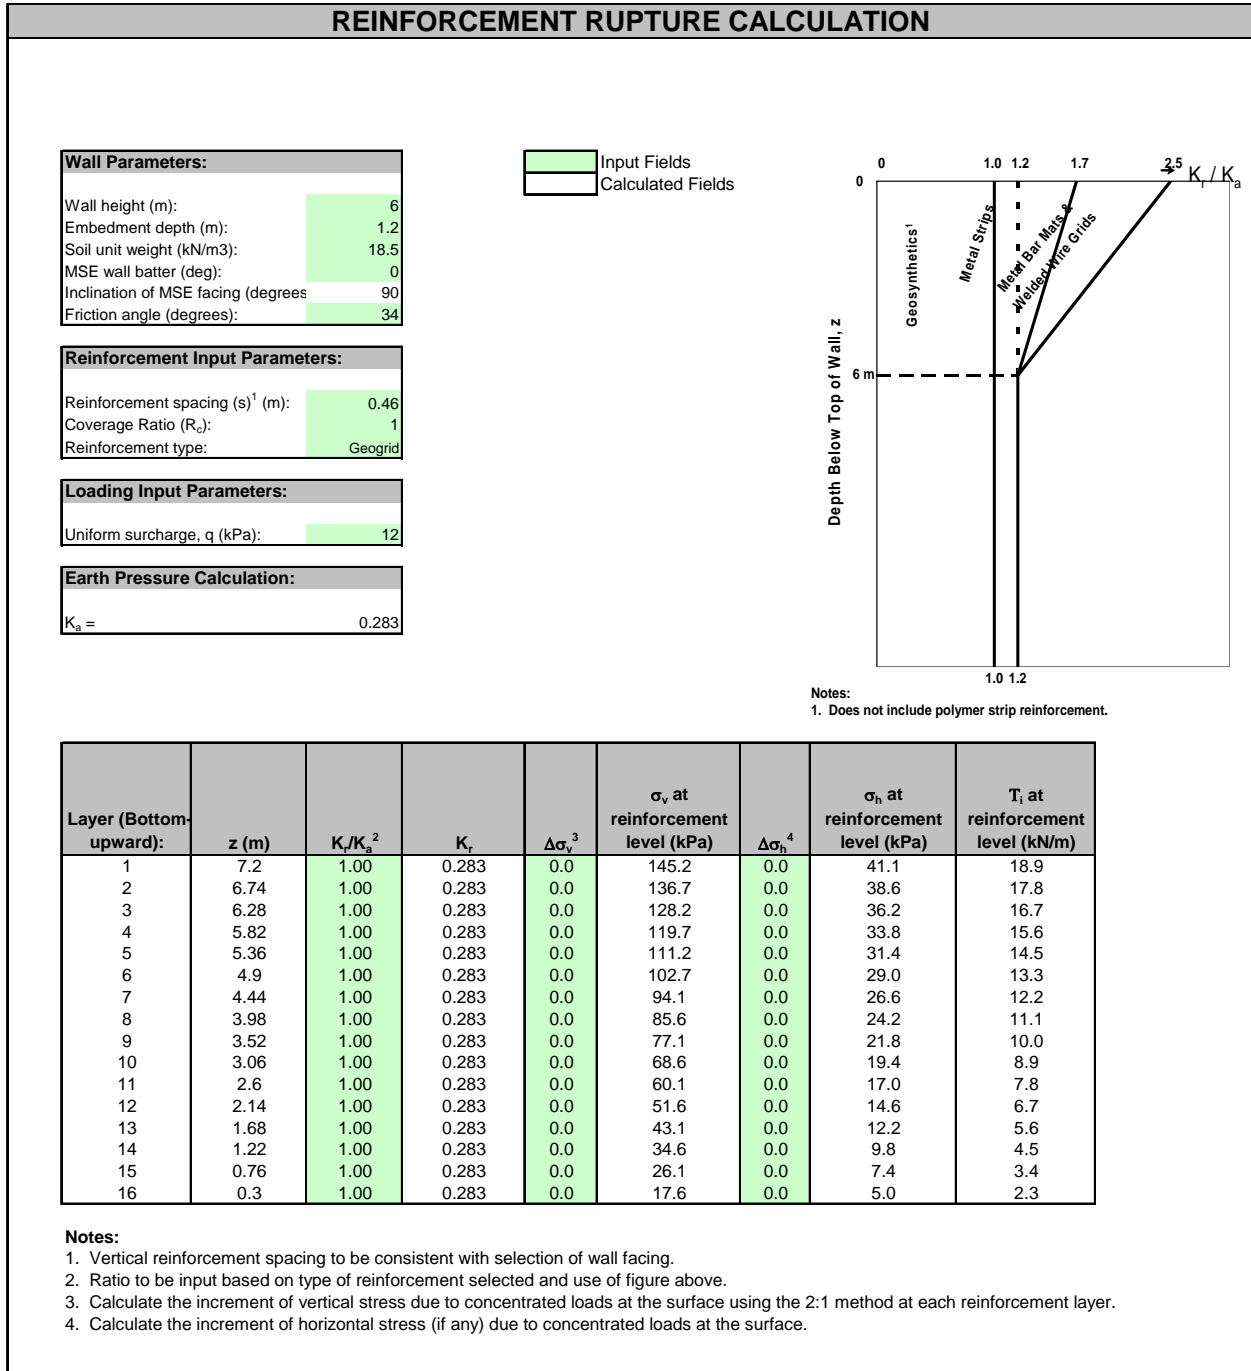 REINFORCEMENT RUPTURE CALCULATION
Wall Parameters:
Wall height (m): 6
Embedment depth (m): 1.2
Soil unit weight (kN/m3): 18.5
MSE wall batter (deg): 0
Inclination of MSE facing (degrees 90
Friction angle (degrees): 34
Reinforcement Input Parameters:
Reinforcement spacing (s)¹ (m): 0.46
Coverage Ratio (Rc): 1
Reinforcement type: Geogrid
Loading Input Parameters:
Uniform surcharge, q (kPa): 12
Earth Pressure Calculation:
Ka = 0.283
Input Fields
Calculated Fields
0 1.0 1.2 1.7 2.5
Kr / Ka
0
Geosynthetics¹
Metal Strips
Metal Bar Mats &
Welded Wire Grids
Depth Below Top of Wall, z
6 m
1.0 1.2
Notes:
1. Does not include polymer strip reinforcement.
Layer (Bottom-upward): z (m) Kr/Ka² Kr Δσv³ σv at reinforcement level (kPa) Δσh⁴ σh at reinforcement level (kPa) Ti at reinforcement level (kN/m)
1 7.2 1.00 0.283 0.0 145.2 0.0 41.1 18.9
2 6.74 1.00 0.283 0.0 136.7 0.0 38.6 17.8
3 6.28 1.00 0.283 0.0 128.2 0.0 36.2 16.7
4 5.82 1.00 0.283 0.0 119.7 0.0 33.8 15.6
5 5.36 1.00 0.283 0.0 111.2 0.0 31.4 14.5
6 4.9 1.00 0.283 0.0 102.7 0.0 29.0 13.3
7 4.44 1.00 0.283 0.0 94.1 0.0 26.6 12.2
8 3.98 1.00 0.283 0.0 85.6 0.0 24.2 11.1
9 3.52 1.00 0.283 0.0 77.1 0.0 21.8 10.0
10 3.06 1.00 0.283 0.0 68.6 0.0 19.4 8.9
11 2.6 1.00 0.283 0.0 60.1 0.0 17.0 7.8
12 2.14 1.00 0.283 0.0 51.6 0.0 14.6 6.7
13 1.68 1.00 0.283 0.0 43.1 0.0 12.2 5.6
14 1.22 1.00 0.283 0.0 34.6 0.0 9.8 4.5
15 0.76 1.00 0.283 0.0 26.1 0.0 7.4 3.4
16 0.3 1.00 0.283 0.0 17.6 0.0 5.0 2.3
Notes:
1. Vertical reinforcement spacing to be consistent with selection of wall facing.
2. Ratio to be input based on type of reinforcement selected and use of figure above.
3. Calculate the increment of vertical stress due to concentrated loads at the surface using the 2:1 method at each reinforcement layer.
4. Calculate the increment of horizontal stress (if any) due to concentrated loads at the surface.